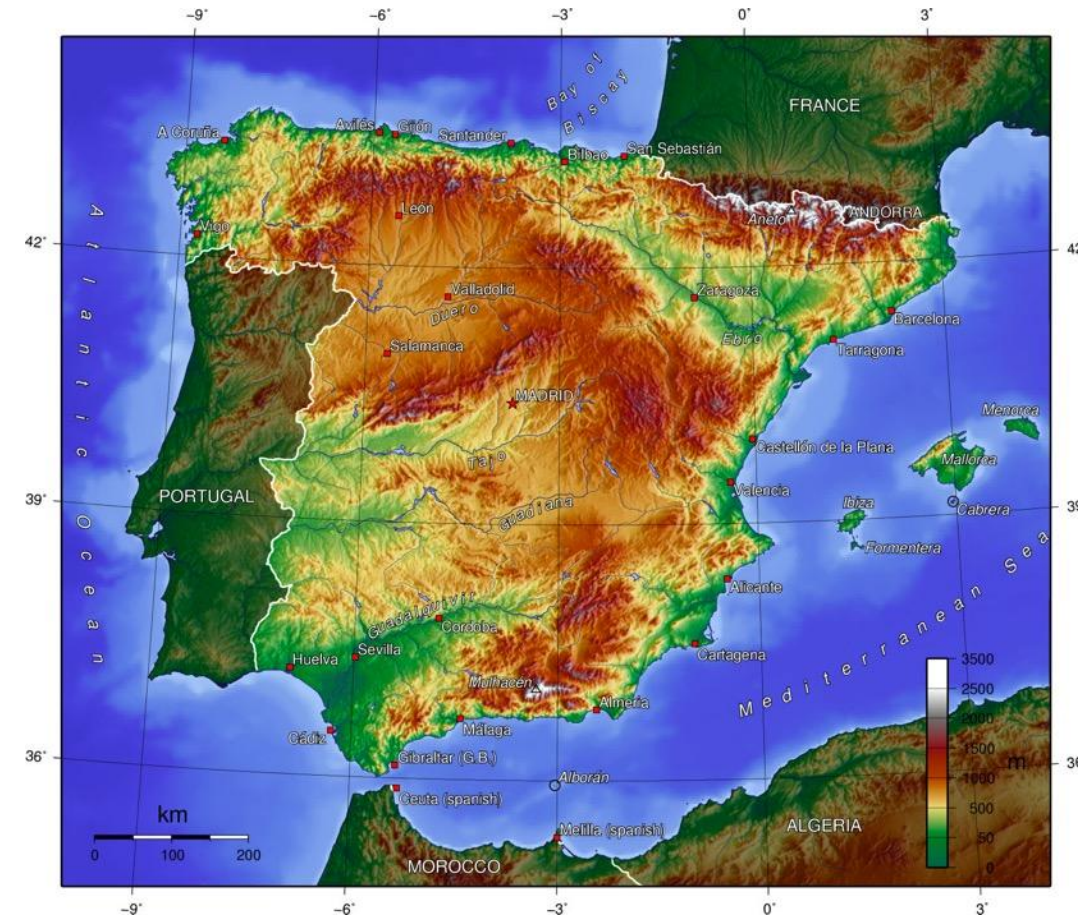 -9° -6° -3° 0° 3°
Bay of
Biscay
FRANCE
A Coruña
Avilés
Gijón
Santander
Bilbao
San Sebastián
Vigo
León
Aneto
ANDORRA
42°
42
Valladolid
Duero
Zaragoza
Ebro
Barcelona
Tarragona
Salamanca
MADRID
Tajo
Castellón de la Plana
Menorca
Mallorca
Cabrera
Ibiza
Formentera
Valencia
Atlantic Ocean
PORTUGAL
Guadiana
39°
39
Alicante
Guadalquivir
Cordoba
Cartagena
Mediterranean Sea
Huelva
Sevilla
Mulhacén
Almería
Málaga
Cádiz
Gibraltar (G.B.)
Ceuta (spanish)
Alborán
Melilla (spanish)
36°
36
MOROCCO
ALGERIA
km
0 100 200
3500
2500
2000
1500
1000
500
50
0
m
-9° -6° -3° 0° 3°